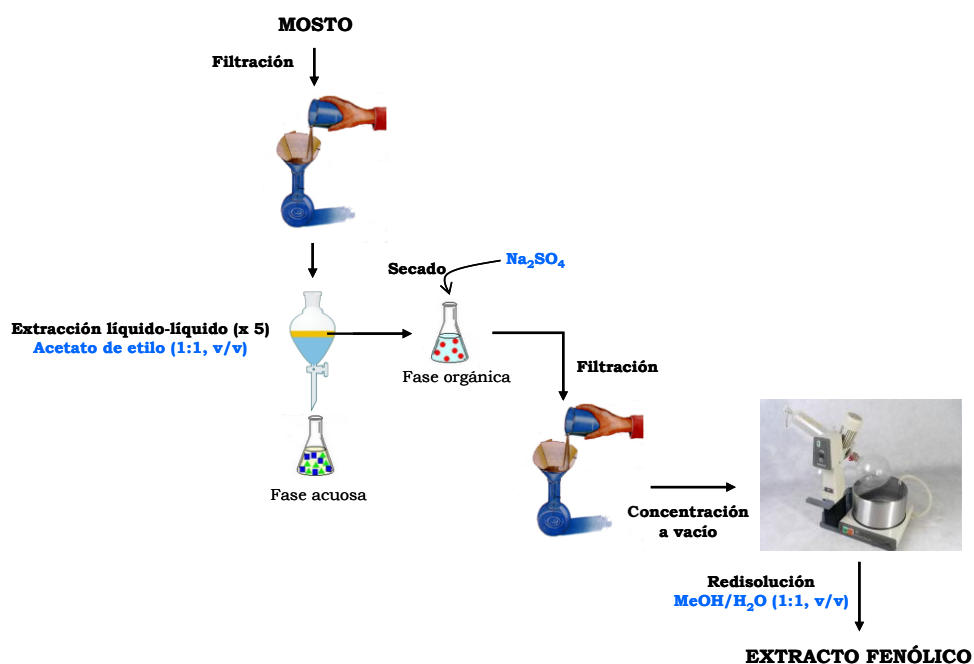 MOSTO
Filtración
Secado
Na₂SO₄
Extracción líquido-líquido (x 5)
Acetato de etilo (1:1, v/v)
Fase orgánica
Filtración
Fase acuosa
Concentración
a vacío
Redisolución
MeOH/H₂O (1:1, v/v)
EXTRACTO FENÓLICO